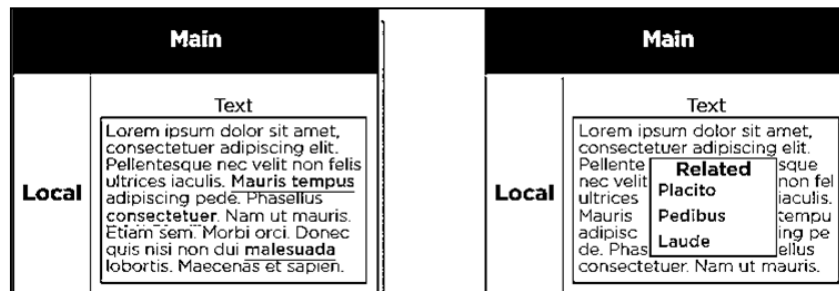 Main
Local
Text
Lorem ipsum dolor sit amet,
consectetuer adipiscing elit.
Pellentesque nec velit non felis
ultrices iaculis. Mauris tempus
adipiscing pede. Phasellus
consectetuer. Nam ut mauris.
Etiam sem. Morbi orci. Donec
quis nisi non dui malesuada
lobortis. Maecenas et sapien.
Main
Local
Text
Lorem ipsum dolor sit amet,
consectetuer adipiscing elit.
Pellente sque
nec velit non fel
ultrices iaculis.
Mauris tempu
adipisc ing pe
de. Phas ellus
consectetuer. Nam ut mauris.
Related
Placito
Pedibus
Laude